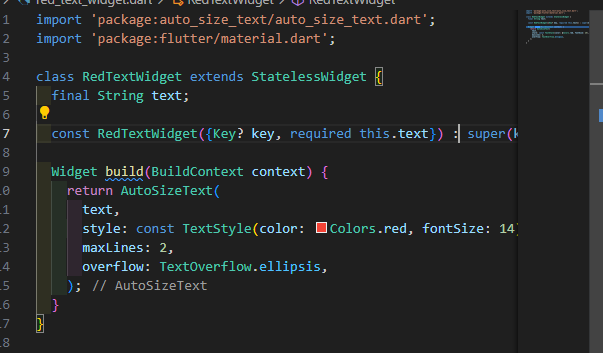 red_text_widget.dart > RedTextWidget > RedTextWidget
1 import 'package:auto_size_text/auto_size_text.dart';
2 import 'package:flutter/material.dart';
3
4 class RedTextWidget extends StatelessWidget {
5 final String text;
6
7 const RedTextWidget({Key? key, required this.text}) : super(k
8
9 Widget build(BuildContext context) {
10 return AutoSizeText(
11 text,
12 style: const TextStyle(color: Colors.red, fontSize: 14)
13 maxLines: 2,
14 overflow: TextOverflow.ellipsis,
15 ); // AutoSizeText
16 }
17 }
18